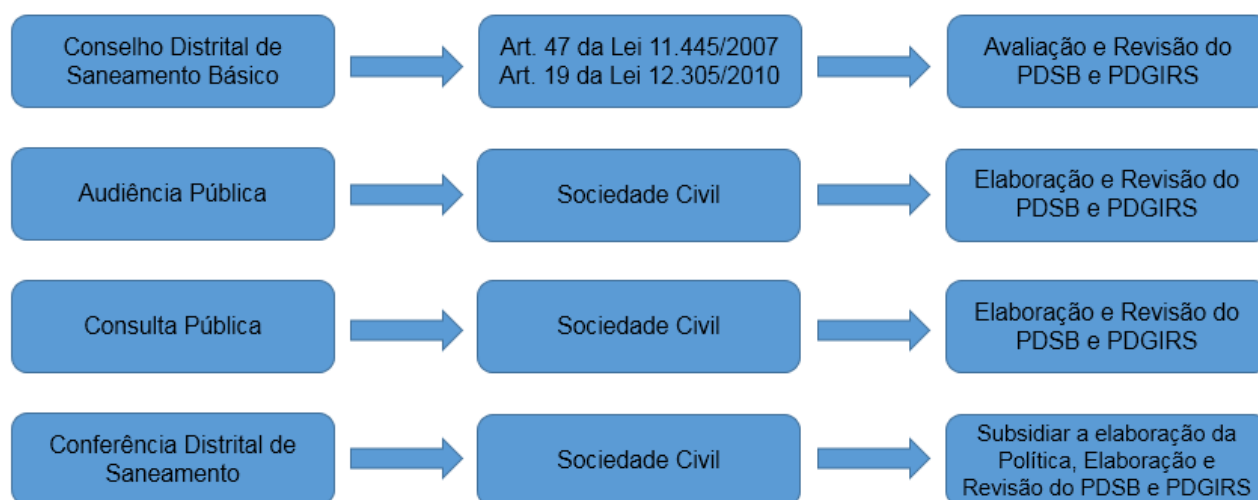 Conselho Distrital de
Saneamento Básico
Art. 47 da Lei 11.445/2007
Art. 19 da Lei 12.305/2010
Avaliação e Revisão do
PDSB e PDGIRS
Audiência Pública
Sociedade Civil
Elaboração e Revisão do
PDSB e PDGIRS
Consulta Pública
Sociedade Civil
Elaboração e Revisão do
PDSB e PDGIRS
Conferência Distrital de
Saneamento
Sociedade Civil
Subsidiar a elaboração da
Política, Elaboração e
Revisão do PDSB e PDGIRS